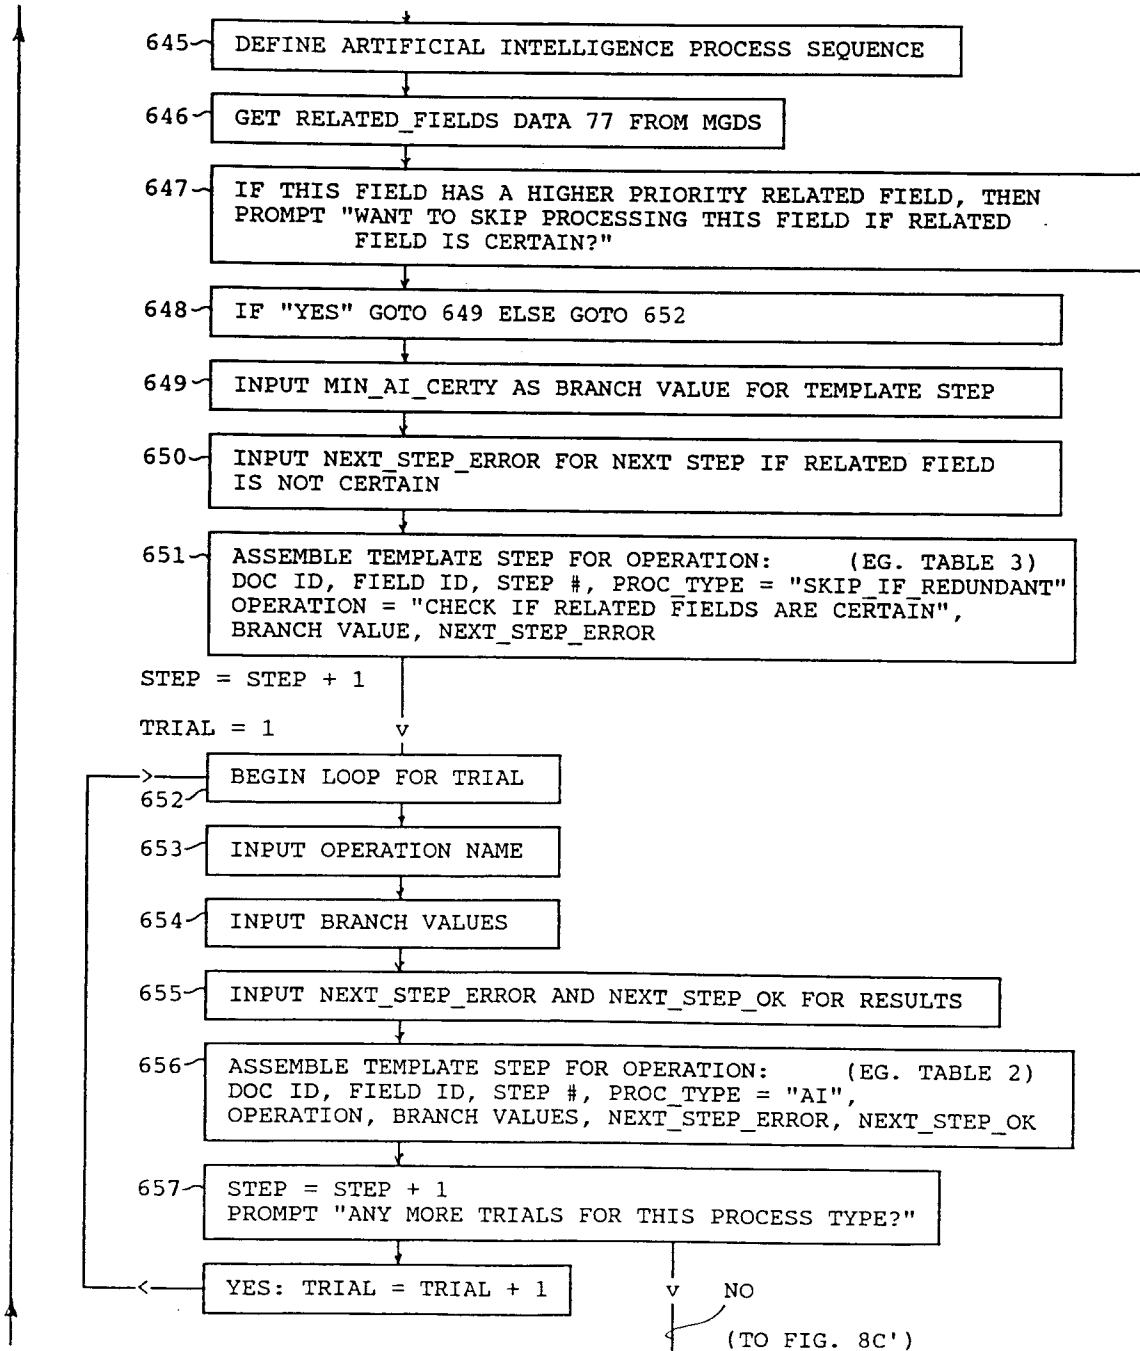 645 DEFINE ARTIFICIAL INTELLIGENCE PROCESS SEQUENCE
646 GET RELATED_FIELDS DATA 77 FROM MGDS
647 IF THIS FIELD HAS A HIGHER PRIORITY RELATED FIELD, THEN
PROMPT "WANT TO SKIP PROCESSING THIS FIELD IF RELATED
FIELD IS CERTAIN?"
648 IF "YES" GOTO 649 ELSE GOTO 652
649 INPUT MIN_AI_CERTY AS BRANCH VALUE FOR TEMPLATE STEP
650 INPUT NEXT_STEP_ERROR FOR NEXT STEP IF RELATED FIELD
IS NOT CERTAIN
651 ASSEMBLE TEMPLATE STEP FOR OPERATION: (EG. TABLE 3)
DOC ID, FIELD ID, STEP #, PROC_TYPE = "SKIP_IF_REDUNDANT"
OPERATION = "CHECK IF RELATED FIELDS ARE CERTAIN",
BRANCH VALUE, NEXT_STEP_ERROR
STEP = STEP + 1
TRIAL = 1
BEGIN LOOP FOR TRIAL
652
653 INPUT OPERATION NAME
654 INPUT BRANCH VALUES
655 INPUT NEXT_STEP_ERROR AND NEXT_STEP_OK FOR RESULTS
656 ASSEMBLE TEMPLATE STEP FOR OPERATION: (EG. TABLE 2)
DOC ID, FIELD ID, STEP #, PROC_TYPE = "AI",
OPERATION, BRANCH VALUES, NEXT_STEP_ERROR, NEXT_STEP_OK
657 STEP = STEP + 1
PROMPT "ANY MORE TRIALS FOR THIS PROCESS TYPE?"
YES: TRIAL = TRIAL + 1
NO
(TO FIG. 8C')